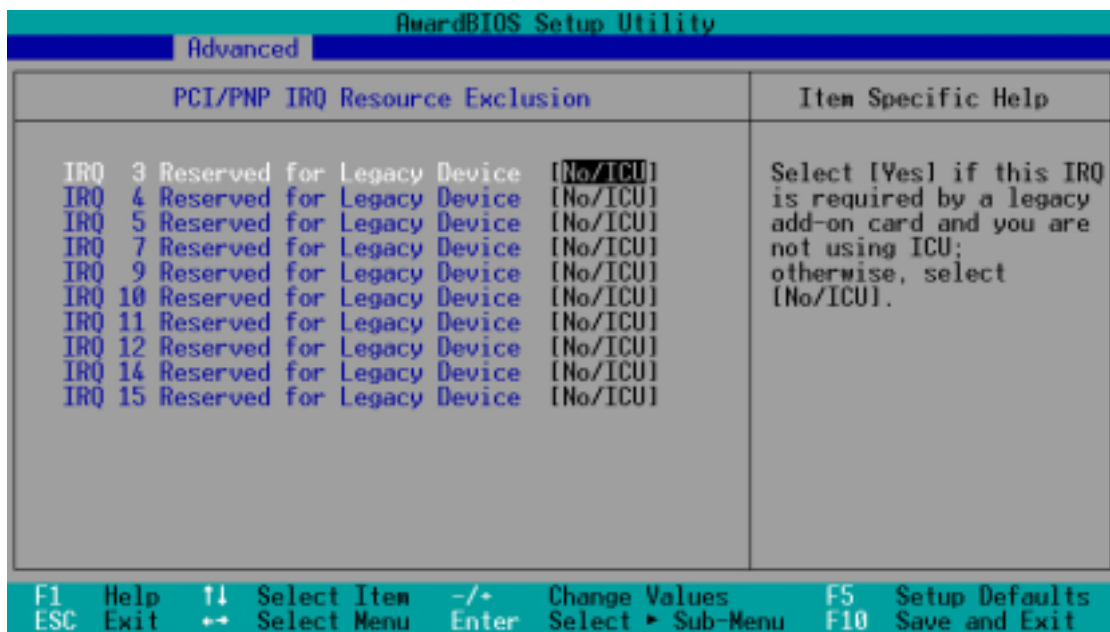 AwardBIOS Setup Utility
Advanced
PCI/PNP IRQ Resource Exclusion
Item Specific Help
IRQ 3 Reserved for Legacy Device [No/ICU]
IRQ 4 Reserved for Legacy Device [No/ICU]
IRQ 5 Reserved for Legacy Device [No/ICU]
IRQ 7 Reserved for Legacy Device [No/ICU]
IRQ 9 Reserved for Legacy Device [No/ICU]
IRQ 10 Reserved for Legacy Device [No/ICU]
IRQ 11 Reserved for Legacy Device [No/ICU]
IRQ 12 Reserved for Legacy Device [No/ICU]
IRQ 14 Reserved for Legacy Device [No/ICU]
IRQ 15 Reserved for Legacy Device [No/ICU]
Select [Yes] if this IRQ
is required by a legacy
add-on card and you are
not using ICU;
otherwise, select
[No/ICU].
F1 Help ↑↓ Select Item -/+ Change Values F5 Setup Defaults
ESC Exit ←→ Select Menu Enter Select ► Sub-Menu F10 Save and Exit